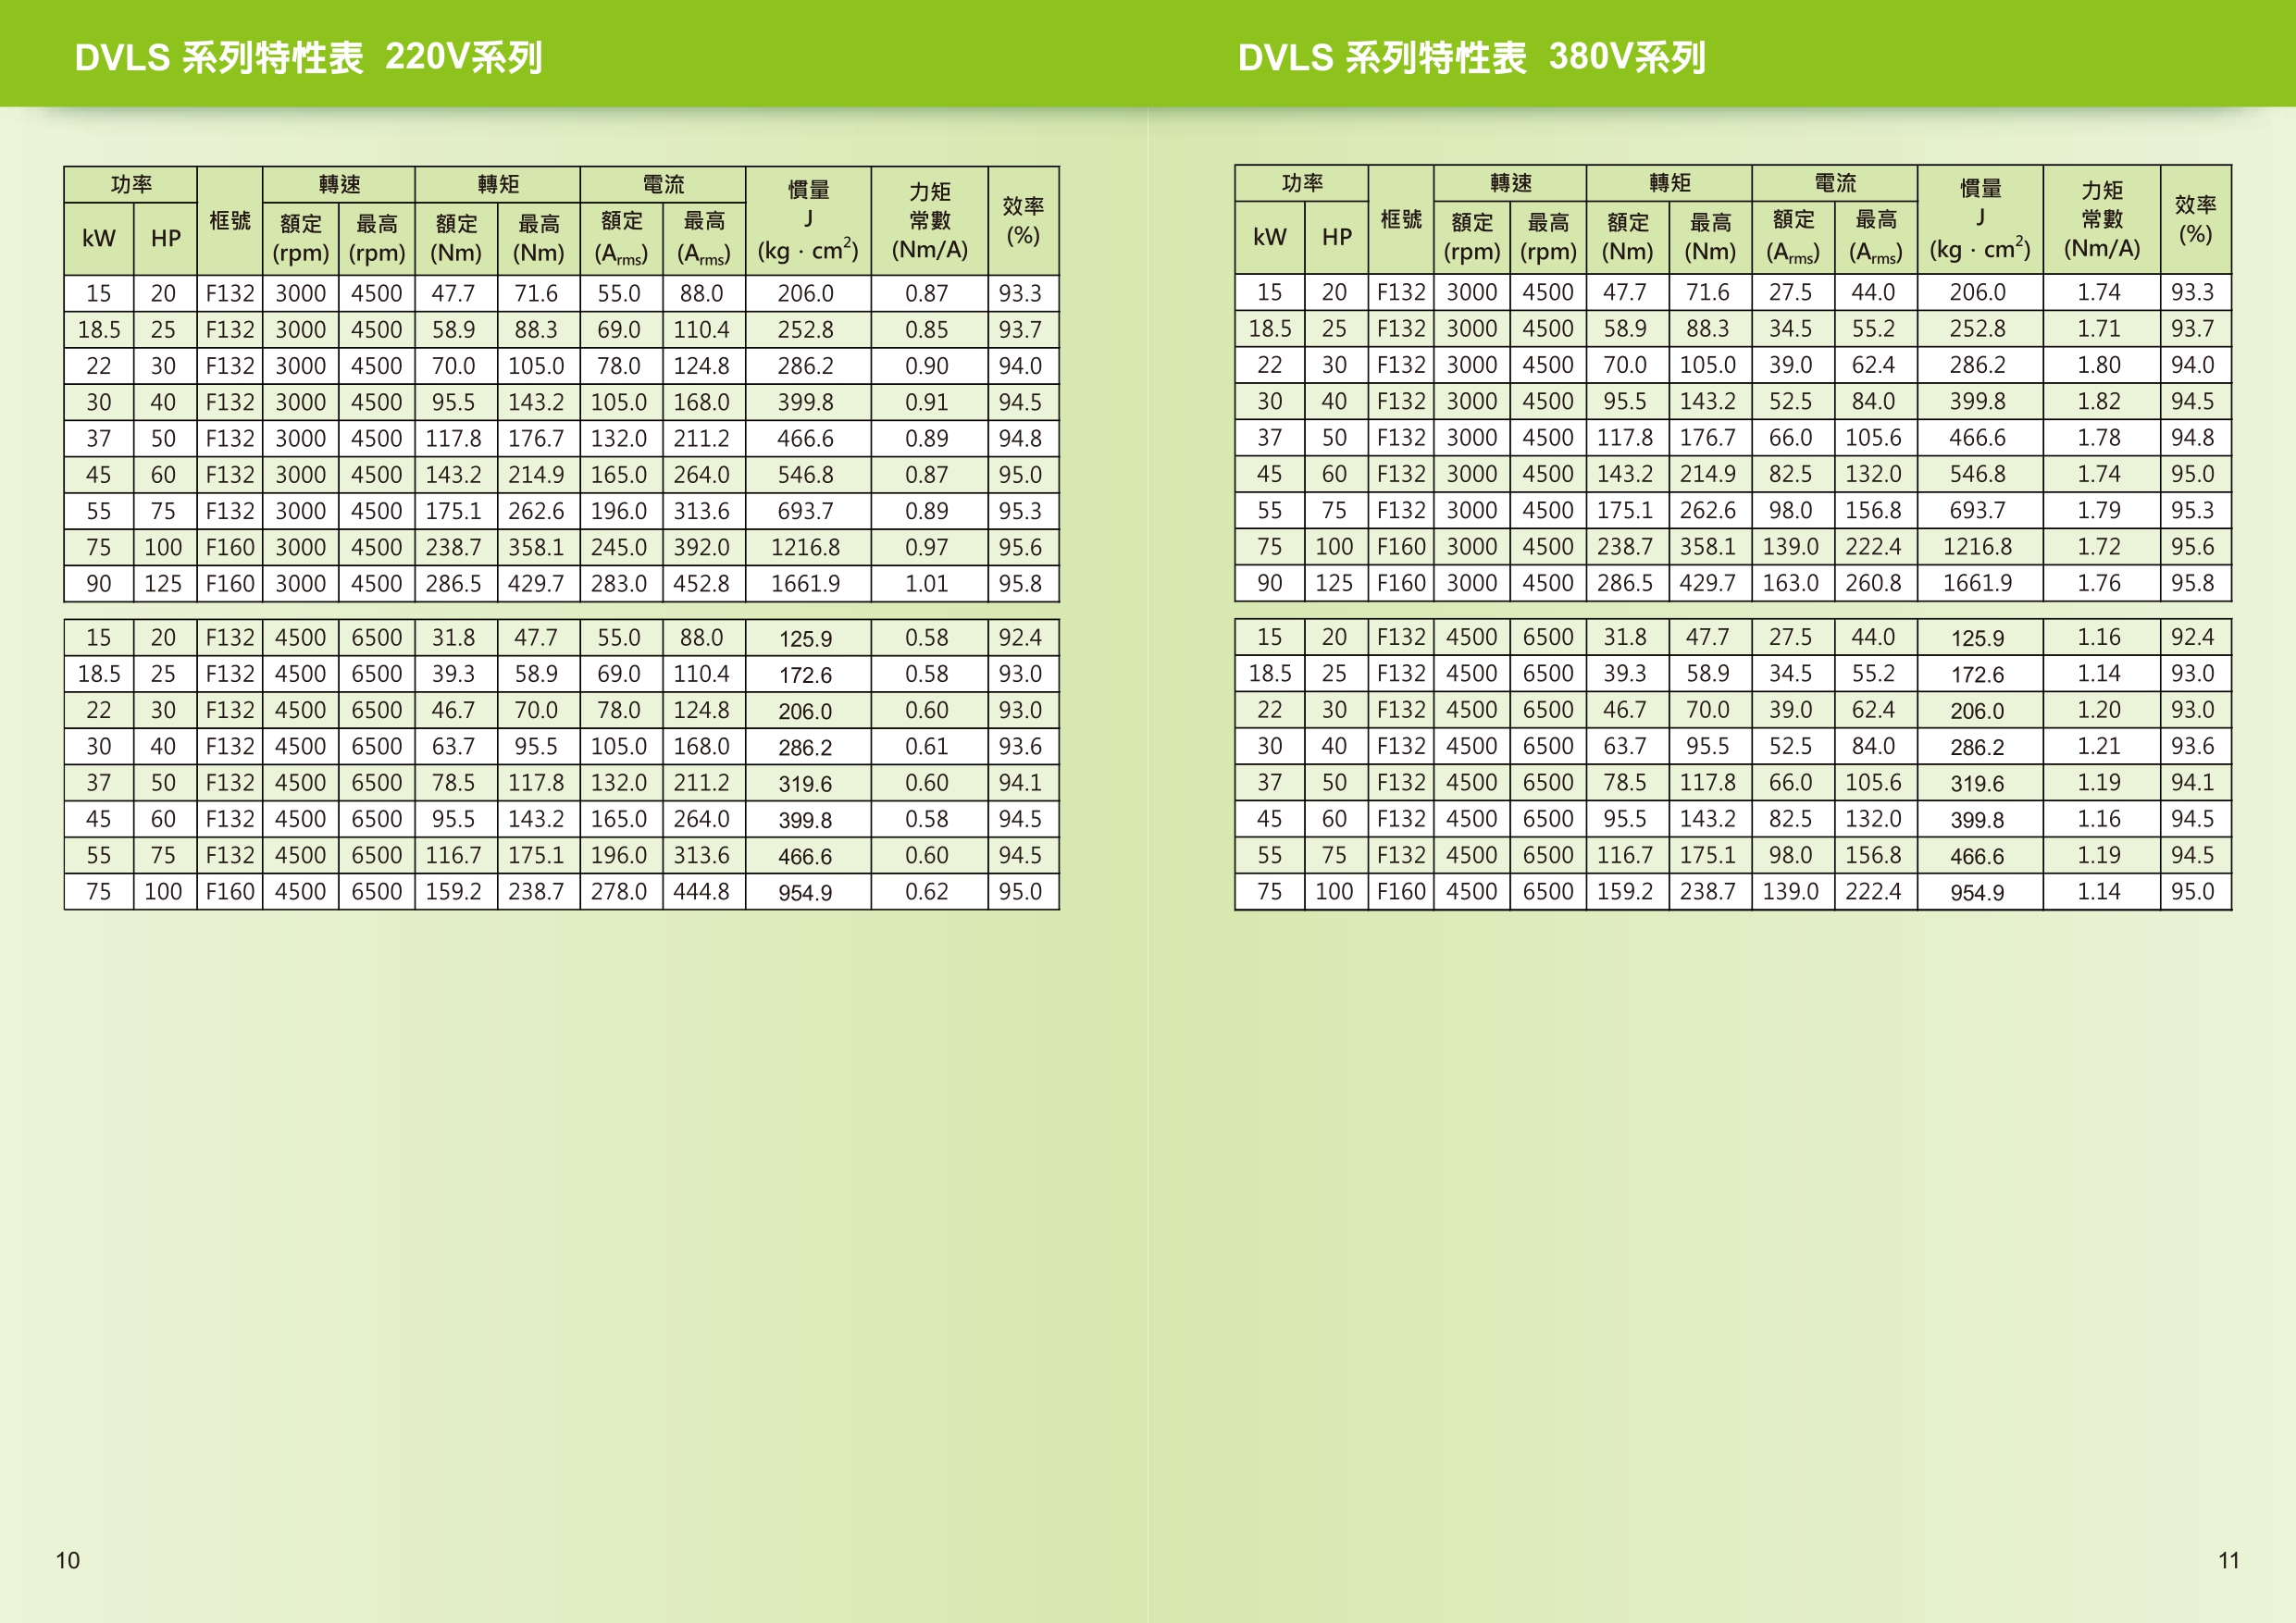 DVLS 系列特性表 220V系列
功率 框號 轉速 轉矩 電流 慣量 J (kg · cm²) 力矩常數 (Nm/A) 效率 (%)
kW HP 額定 (rpm) 最高 (rpm) 額定 (Nm) 最高 (Nm) 額定 (Arms) 最高 (Arms)
15 20 F132 3000 4500 47.7 71.6 55.0 88.0 206.0 0.87 93.3
18.5 25 F132 3000 4500 58.9 88.3 69.0 110.4 252.8 0.85 93.7
22 30 F132 3000 4500 70.0 105.0 78.0 124.8 286.2 0.90 94.0
30 40 F132 3000 4500 95.5 143.2 105.0 168.0 399.8 0.91 94.5
37 50 F132 3000 4500 117.8 176.7 132.0 211.2 466.6 0.89 94.8
45 60 F132 3000 4500 143.2 214.9 165.0 264.0 546.8 0.87 95.0
55 75 F132 3000 4500 175.1 262.6 196.0 313.6 693.7 0.89 95.3
75 100 F160 3000 4500 238.7 358.1 245.0 392.0 1216.8 0.97 95.6
90 125 F160 3000 4500 286.5 429.7 283.0 452.8 1661.9 1.01 95.8
15 20 F132 4500 6500 31.8 47.7 55.0 88.0 125.9 0.58 92.4
18.5 25 F132 4500 6500 39.3 58.9 69.0 110.4 172.6 0.58 93.0
22 30 F132 4500 6500 46.7 70.0 78.0 124.8 206.0 0.60 93.0
30 40 F132 4500 6500 63.7 95.5 105.0 168.0 286.2 0.61 93.6
37 50 F132 4500 6500 78.5 117.8 132.0 211.2 319.6 0.60 94.1
45 60 F132 4500 6500 95.5 143.2 165.0 264.0 399.8 0.58 94.5
55 75 F132 4500 6500 116.7 175.1 196.0 313.6 466.6 0.60 94.5
75 100 F160 4500 6500 159.2 238.7 278.0 444.8 954.9 0.62 95.0
10
DVLS 系列特性表 380V系列
功率 框號 轉速 轉矩 電流 慣量 J (kg · cm²) 力矩常數 (Nm/A) 效率 (%)
kW HP 額定 (rpm) 最高 (rpm) 額定 (Nm) 最高 (Nm) 額定 (Arms) 最高 (Arms)
15 20 F132 3000 4500 47.7 71.6 27.5 44.0 206.0 1.74 93.3
18.5 25 F132 3000 4500 58.9 88.3 34.5 55.2 252.8 1.71 93.7
22 30 F132 3000 4500 70.0 105.0 39.0 62.4 286.2 1.80 94.0
30 40 F132 3000 4500 95.5 143.2 52.5 84.0 399.8 1.82 94.5
37 50 F132 3000 4500 117.8 176.7 66.0 105.6 466.6 1.78 94.8
45 60 F132 3000 4500 143.2 214.9 82.5 132.0 546.8 1.74 95.0
55 75 F132 3000 4500 175.1 262.6 98.0 156.8 693.7 1.79 95.3
75 100 F160 3000 4500 238.7 358.1 139.0 222.4 1216.8 1.72 95.6
90 125 F160 3000 4500 286.5 429.7 163.0 260.8 1661.9 1.76 95.8
15 20 F132 4500 6500 31.8 47.7 27.5 44.0 125.9 1.16 92.4
18.5 25 F132 4500 6500 39.3 58.9 34.5 55.2 172.6 1.14 93.0
22 30 F132 4500 6500 46.7 70.0 39.0 62.4 206.0 1.20 93.0
30 40 F132 4500 6500 63.7 95.5 52.5 84.0 286.2 1.21 93.6
37 50 F132 4500 6500 78.5 117.8 66.0 105.6 319.6 1.19 94.1
45 60 F132 4500 6500 95.5 143.2 82.5 132.0 399.8 1.16 94.5
55 75 F132 4500 6500 116.7 175.1 98.0 156.8 466.6 1.19 94.5
75 100 F160 4500 6500 159.2 238.7 139.0 222.4 954.9 1.14 95.0
11